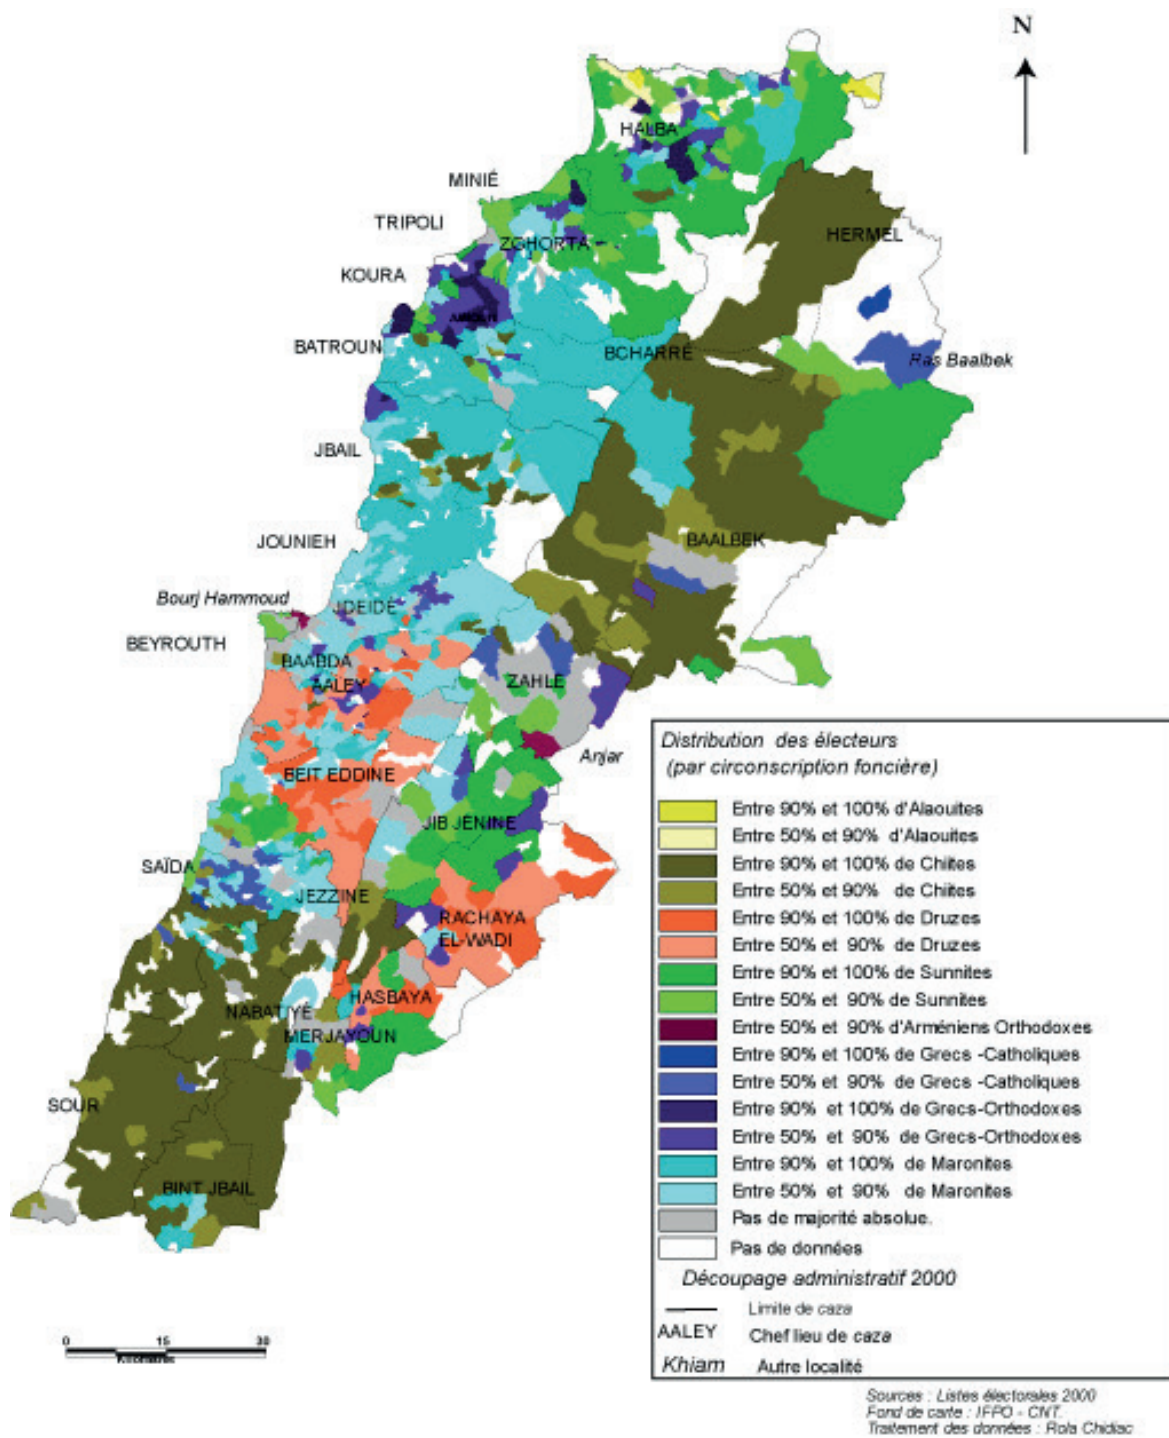 N
HALBA
MINIÉ
TRIPOLI
ZGHORTA
HERMEL
KOURA
BATROUN
BCHARRÉ
Ras Baalbek
JBAIL
JOUNIEH
BAALBEK
Bourj Hammoud
JDEIDÉ
BEYROUTH
BAABDA
AALEY
ZAHLÉ
Anjar
BEIT EDDINE
JIB JÉNINE
SAÏDA
JEZZINE
RACHAYA
EL-WADI
HASBAYA
NABATIYÉ
MERJAYOUN
SOUR
BINT JBAIL
Distribution des électeurs
(par circonscription foncière)
Entre 90% et 100% d'Alaouites
Entre 50% et 90% d'Alaouites
Entre 90% et 100% de Chiites
Entre 50% et 90% de Chiites
Entre 90% et 100% de Druzes
Entre 50% et 90% de Druzes
Entre 90% et 100% de Sunnites
Entre 50% et 90% de Sunnites
Entre 50% et 90% d'Arméniens Orthodoxes
Entre 90% et 100% de Grecs -Catholiques
Entre 50% et 90% de Grecs -Catholiques
Entre 90% et 100% de Grecs-Orthodoxes
Entre 50% et 90% de Grecs-Orthodoxes
Entre 90% et 100% de Maronites
Entre 50% et 90% de Maronites
Pas de majorité absolue.
Pas de données
Découpage administratif 2000
Limite de caza
AALEY Chef lieu de caza
Khiam Autre localité
0 15 30
Kilomètres
Sources : Listes électorales 2000
Fond de carte : IFPO - CNT.
Traitement des données : Rola Chidiac